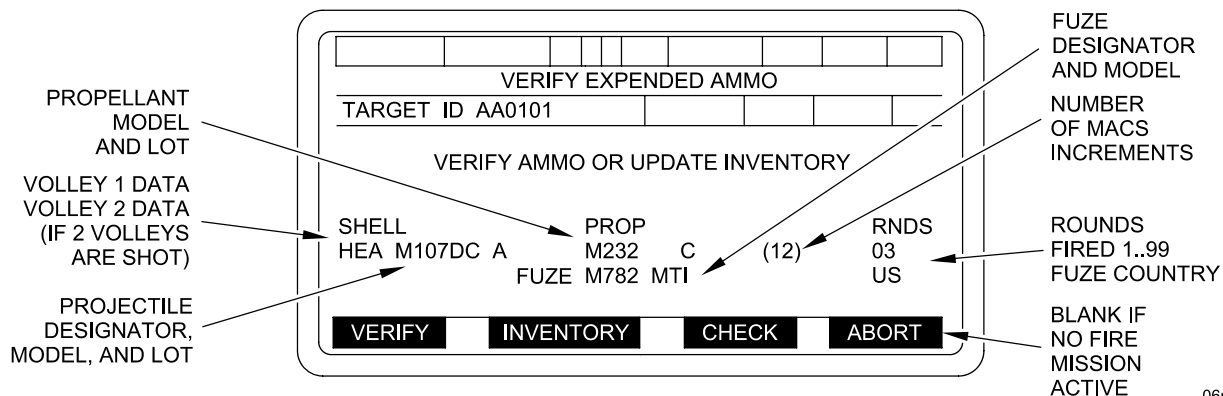 FUZE
DESIGNATOR
AND MODEL
VERIFY EXPENDED AMMO
TARGET ID AA0101
VERIFY AMMO OR UPDATE INVENTORY
PROPELLANT
MODEL
AND LOT
NUMBER
OF MACS
INCREMENTS
VOLLEY 1 DATA
VOLLEY 2 DATA
(IF 2 VOLLEYS
ARE SHOT)
SHELL PROP RNDS
HEA M107DC A M232 C (12) 03
FUZE M782 MTI US
ROUNDS
FIRED 1..99
FUZE COUNTRY
PROJECTILE
DESIGNATOR,
MODEL, AND LOT
VERIFY INVENTORY CHECK ABORT
BLANK IF
NO FIRE
MISSION
ACTIVE